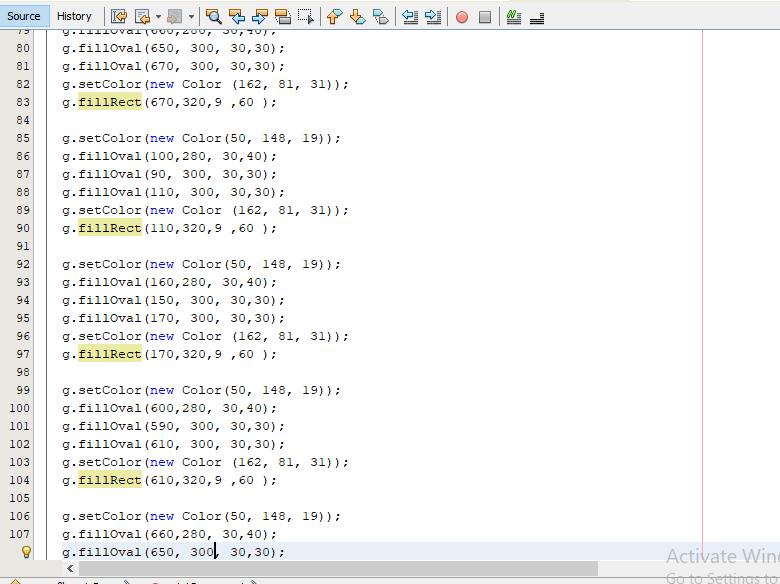 Source History
79 g.fillOval(660,280, 30,40);
80 g.fillOval(650, 300, 30,30);
81 g.fillOval(670, 300, 30,30);
82 g.setColor(new Color (162, 81, 31));
83 g.fillRect(670,320,9 ,60 );
84
85 g.setColor(new Color(50, 148, 19));
86 g.fillOval(100,280, 30,40);
87 g.fillOval(90, 300, 30,30);
88 g.fillOval(110, 300, 30,30);
89 g.setColor(new Color (162, 81, 31));
90 g.fillRect(110,320,9 ,60 );
91
92 g.setColor(new Color(50, 148, 19));
93 g.fillOval(160,280, 30,40);
94 g.fillOval(150, 300, 30,30);
95 g.fillOval(170, 300, 30,30);
96 g.setColor(new Color (162, 81, 31));
97 g.fillRect(170,320,9 ,60 );
98
99 g.setColor(new Color(50, 148, 19));
100 g.fillOval(600,280, 30,40);
101 g.fillOval(590, 300, 30,30);
102 g.fillOval(610, 300, 30,30);
103 g.setColor(new Color (162, 81, 31));
104 g.fillRect(610,320,9 ,60 );
105
106 g.setColor(new Color(50, 148, 19));
107 g.fillOval(660,280, 30,40);
g.fillOval(650, 300, 30,30);
Activate Win
Go to Settings to